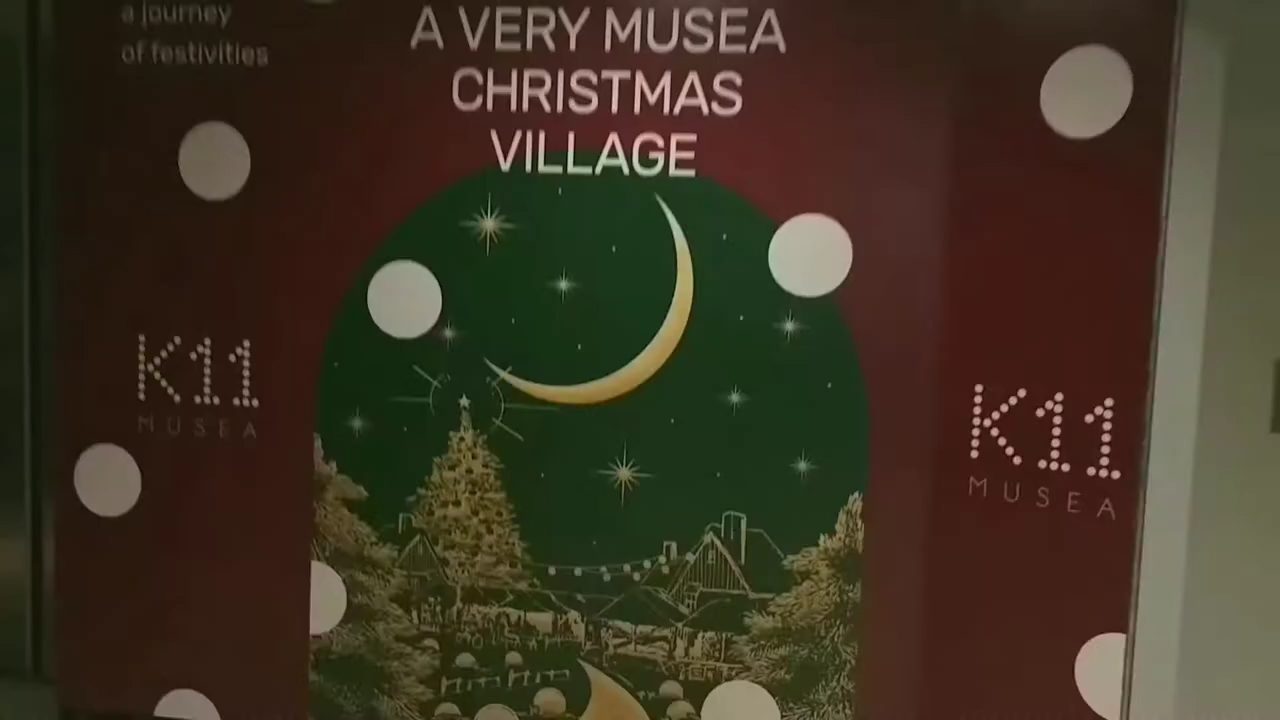 a journey
of festivities
A VERY MUSEA
CHRISTMAS
VILLAGE
K11
MUSEA
K11
MUSEA